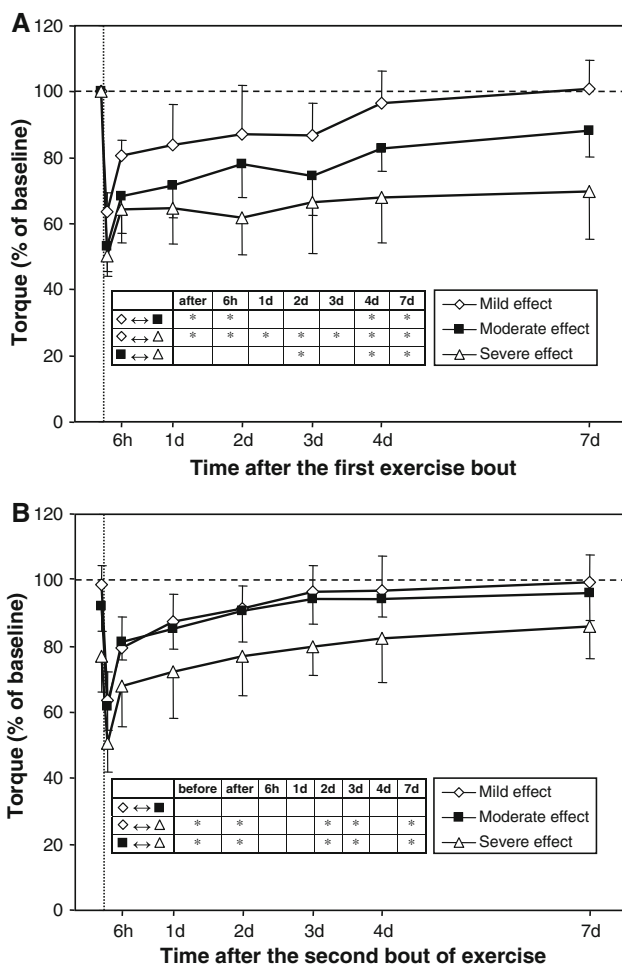 A
120
100
80
60
40
20
0
Torque (% of baseline)
after 6h 1d 2d 3d 4d 7d
◇ ↔ ■ * * * *
◇ ↔ △ * * * * * * *
■ ↔ △ * * *
Mild effect
Moderate effect
Severe effect
6h 1d 2d 3d 4d 7d
Time after the first exercise bout
B
120
100
80
60
40
20
0
Torque (% of baseline)
before after 6h 1d 2d 3d 4d 7d
◇ ↔ ■
◇ ↔ △ * * * * *
■ ↔ △ * * * * *
Mild effect
Moderate effect
Severe effect
6h 1d 2d 3d 4d 7d
Time after the second bout of exercise